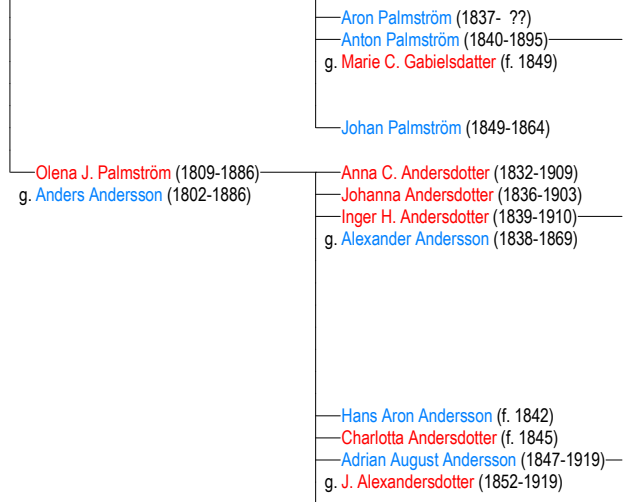 Aron Palmström (1837- ??)
Anton Palmström (1840-1895)
g. Marie C. Gabielsdatter (f. 1849)
Johan Palmström (1849-1864)
Olena J. Palmström (1809-1886)
g. Anders Andersson (1802-1886)
Anna C. Andersdotter (1832-1909)
Johanna Andersdotter (1836-1903)
Inger H. Andersdotter (1839-1910)
g. Alexander Andersson (1838-1869)
Hans Aron Andersson (f. 1842)
Charlotta Andersdotter (f. 1845)
Adrian August Andersson (1847-1919)
g. J. Alexandersdotter (1852-1919)